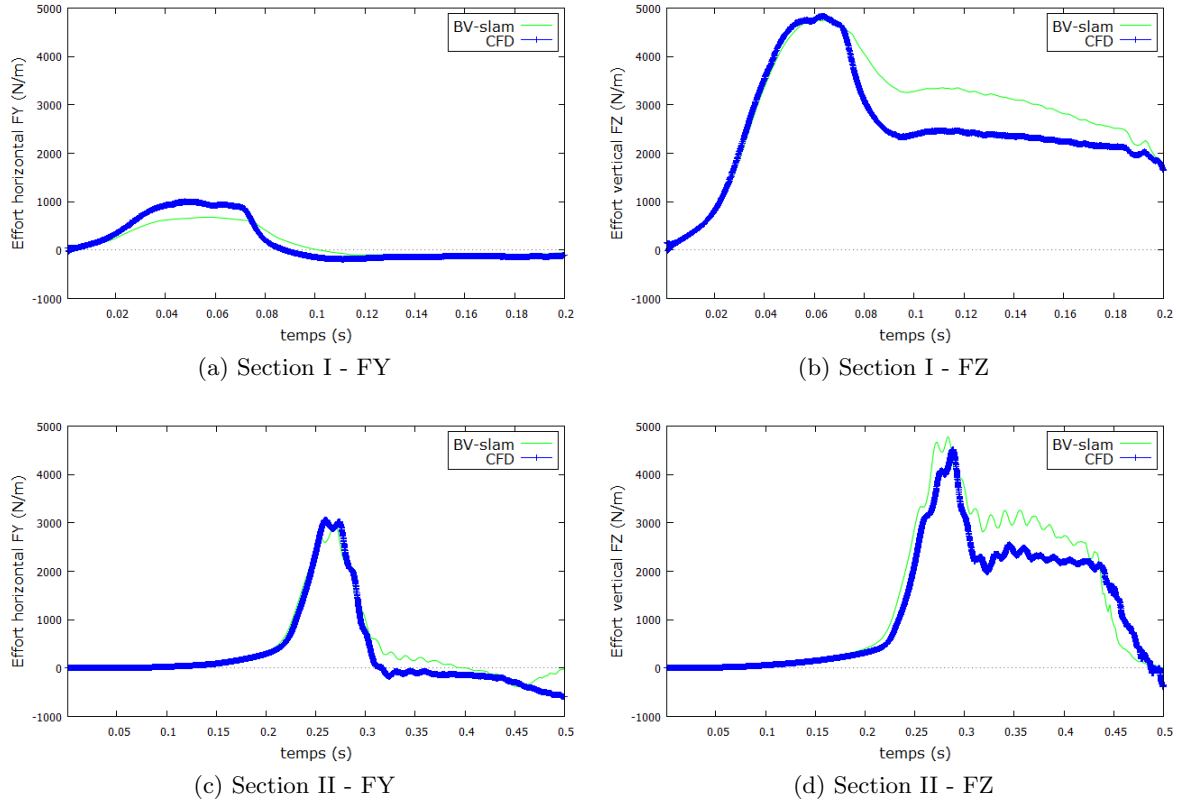 5000
4000
3000
2000
1000
0
-1000
Effort horizontal FY (N/m)
BV-slam
CFD
0.02 0.04 0.06 0.08 0.1 0.12 0.14 0.16 0.18 0.2
temps (s)
(a) Section I - FY
5000
4000
3000
2000
1000
0
-1000
Effort vertical FZ (N/m)
BV-slam
CFD
0.02 0.04 0.06 0.08 0.1 0.12 0.14 0.16 0.18 0.2
temps (s)
(b) Section I - FZ
5000
4000
3000
2000
1000
0
-1000
Effort horizontal FY (N/m)
BV-slam
CFD
0.05 0.1 0.15 0.2 0.25 0.3 0.35 0.4 0.45 0.5
temps (s)
(c) Section II - FY
5000
4000
3000
2000
1000
0
-1000
Effort vertical FZ (N/m)
BV-slam
CFD
0.05 0.1 0.15 0.2 0.25 0.3 0.35 0.4 0.45 0.5
temps (s)
(d) Section II - FZ